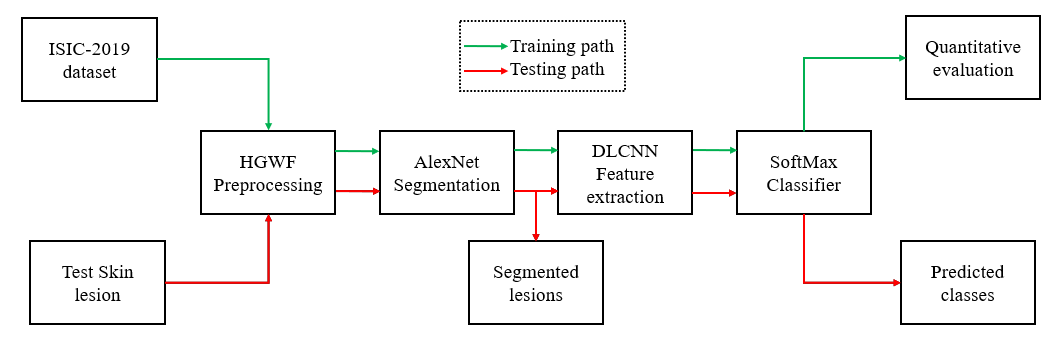 ISIC-2019
dataset
Training path
Testing path
Quantitative
evaluation
HGWF
Preprocessing
AlexNet
Segmentation
DLCNN
Feature
extraction
SoftMax
Classifier
Test Skin
lesion
Segmented
lesions
Predicted
classes